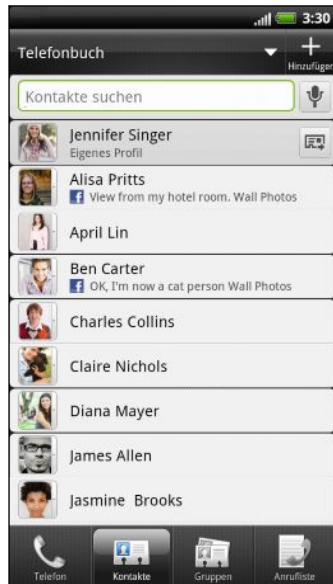 3:30
Telefonbuch
Hinzufügen
Kontakte suchen
Jennifer Singer
Eigenes Profil
Alisa Pritts
View from my hotel room. Wall Photos
April Lin
Ben Carter
OK, I'm now a cat person Wall Photos
Charles Collins
Claire Nichols
Diana Mayer
James Allen
Jasmine Brooks
Telefon Kontakte Gruppen Anrufliste